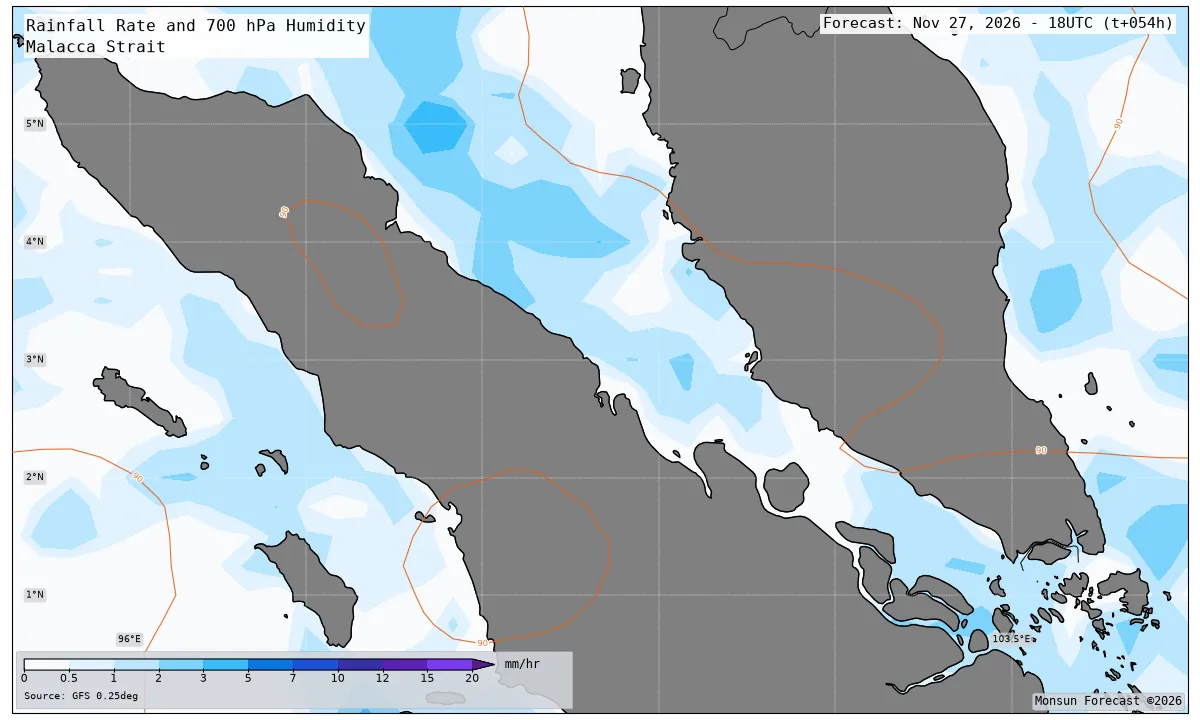 Rainfall Rate and 700 hPa Humidity
Malacca Strait
Forecast: Nov 27, 2026 - 18UTC (t+054h)
90
5°N
90
4°N
3°N
90
90
2°N
1°N
96°E
90
103.5°E
mm/hr
0 0.5 1 2 3 5 7 10 12 15 20
Source: GFS 0.25deg
Monsun Forecast ©2026